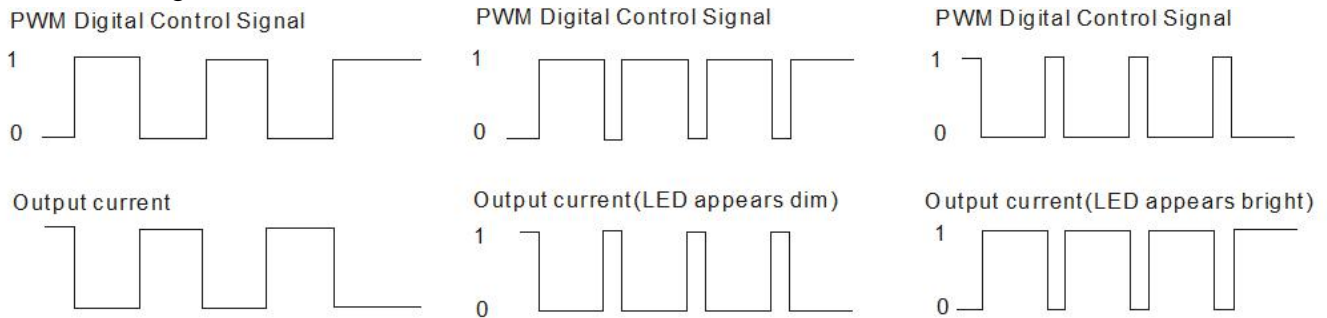 PWM Digital Control Signal
1
0
Output current
PWM Digital Control Signal
1
0
Output current(LED appears dim)
1
0
PWM Digital Control Signal
1
0
Output current(LED appears bright)
1
0